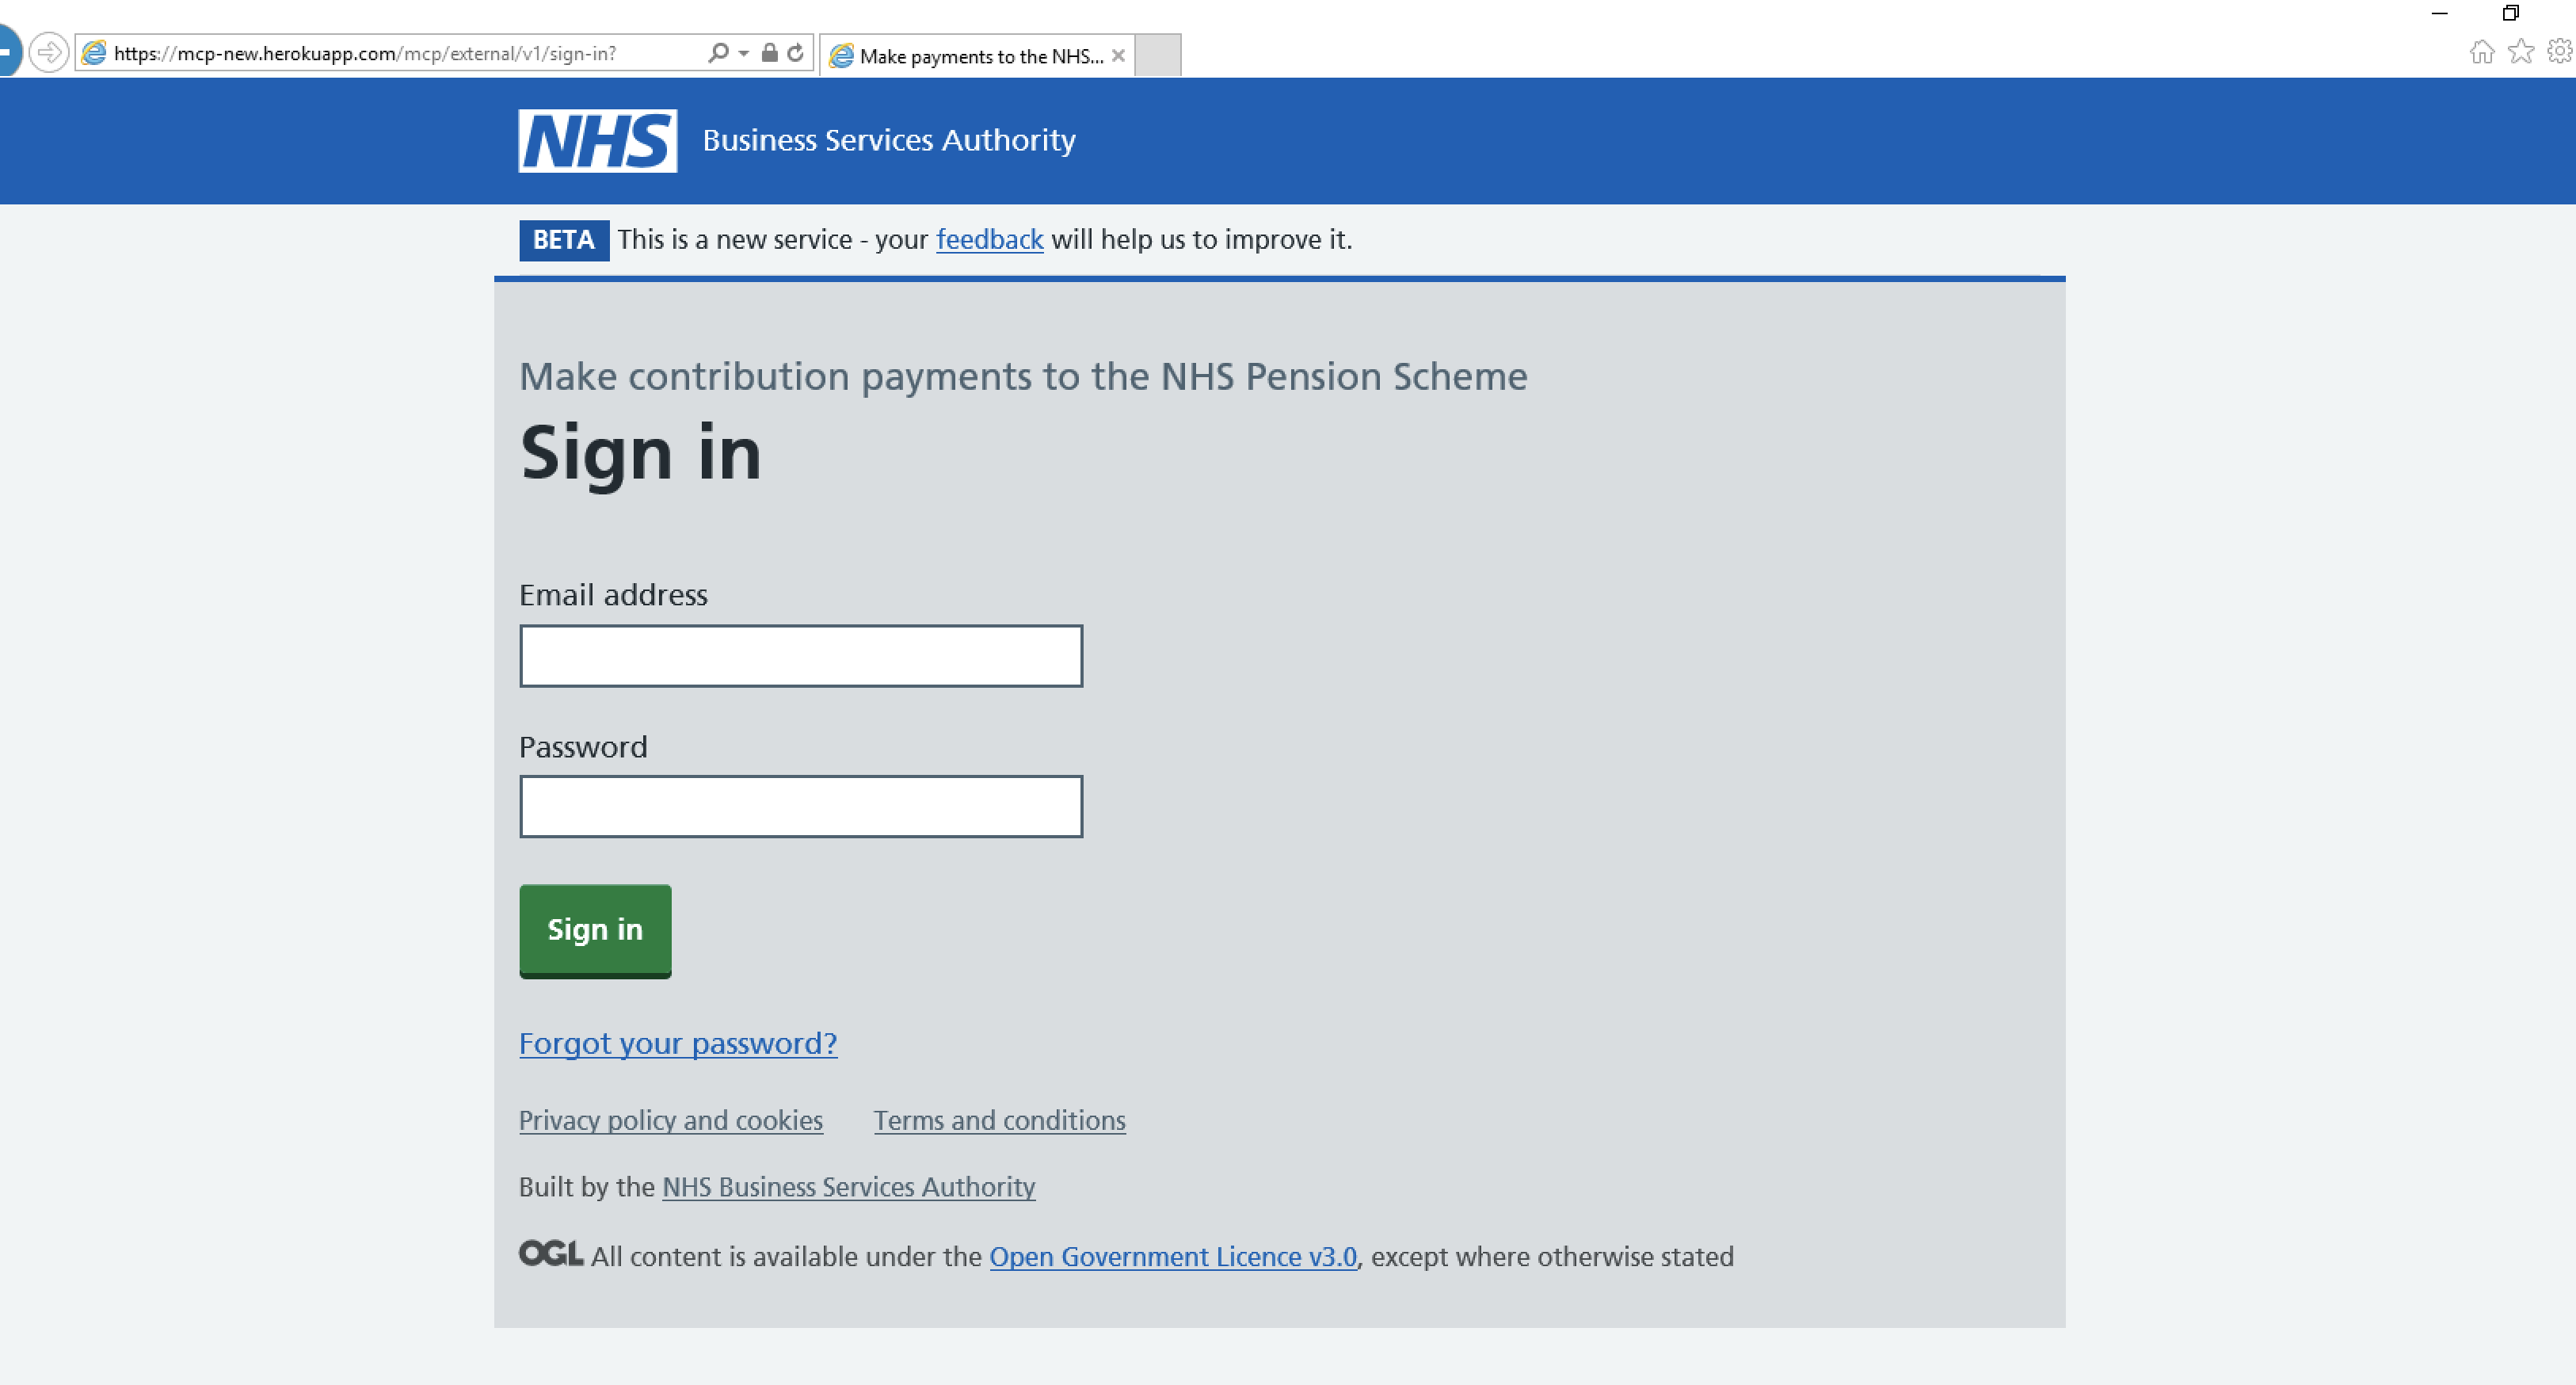 https://mcp-new.herokuapp.com/mcp/external/v1/sign-in?
Make payments to the NHS...
NHS Business Services Authority
BETA This is a new service - your feedback will help us to improve it.
Make contribution payments to the NHS Pension Scheme
Sign in
Email address
Password
Sign in
Forgot your password?
Privacy policy and cookies Terms and conditions
Built by the NHS Business Services Authority
OGL All content is available under the Open Government Licence v3.0, except where otherwise stated